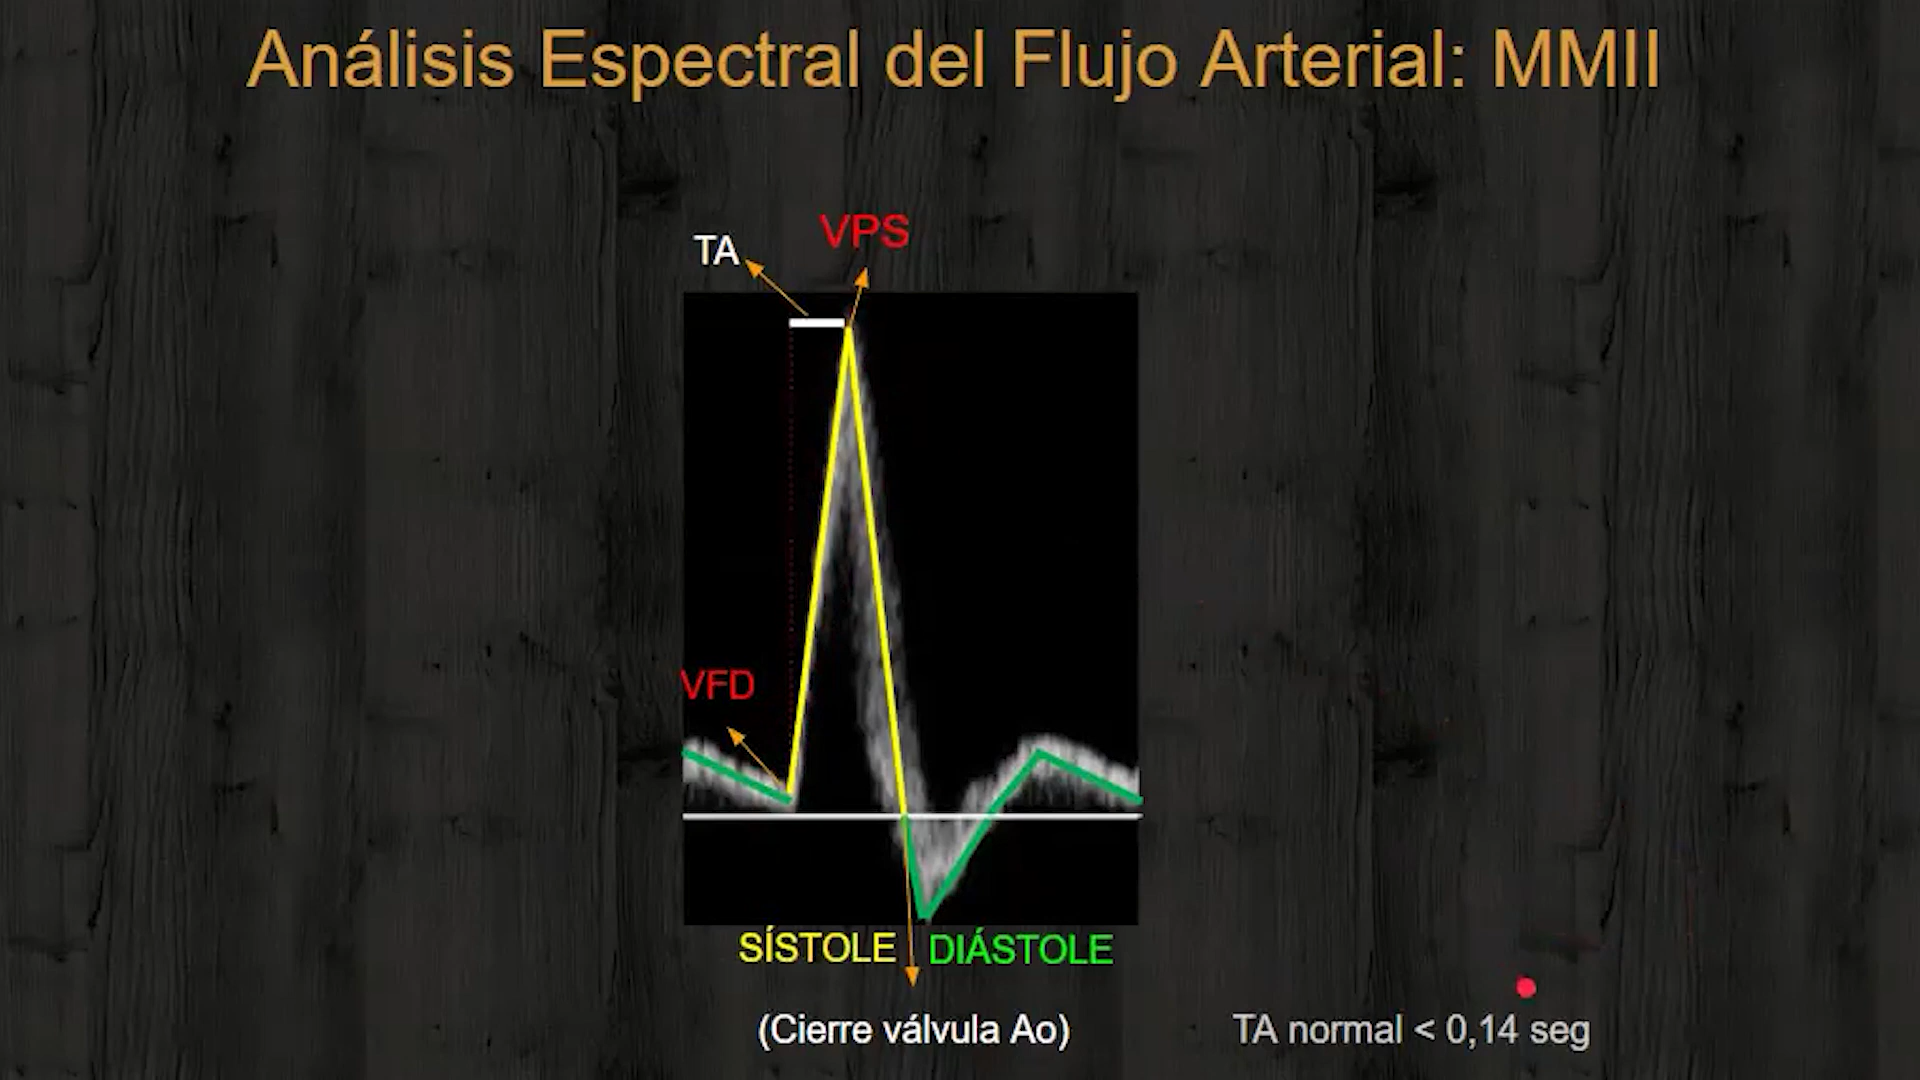 Análisis Espectral del Flujo Arterial: MMII
TA
VPS
VFD
SÍSTOLE
DIÁSTOLE
(Cierre válvula Ao)
TA normal < 0,14 seg